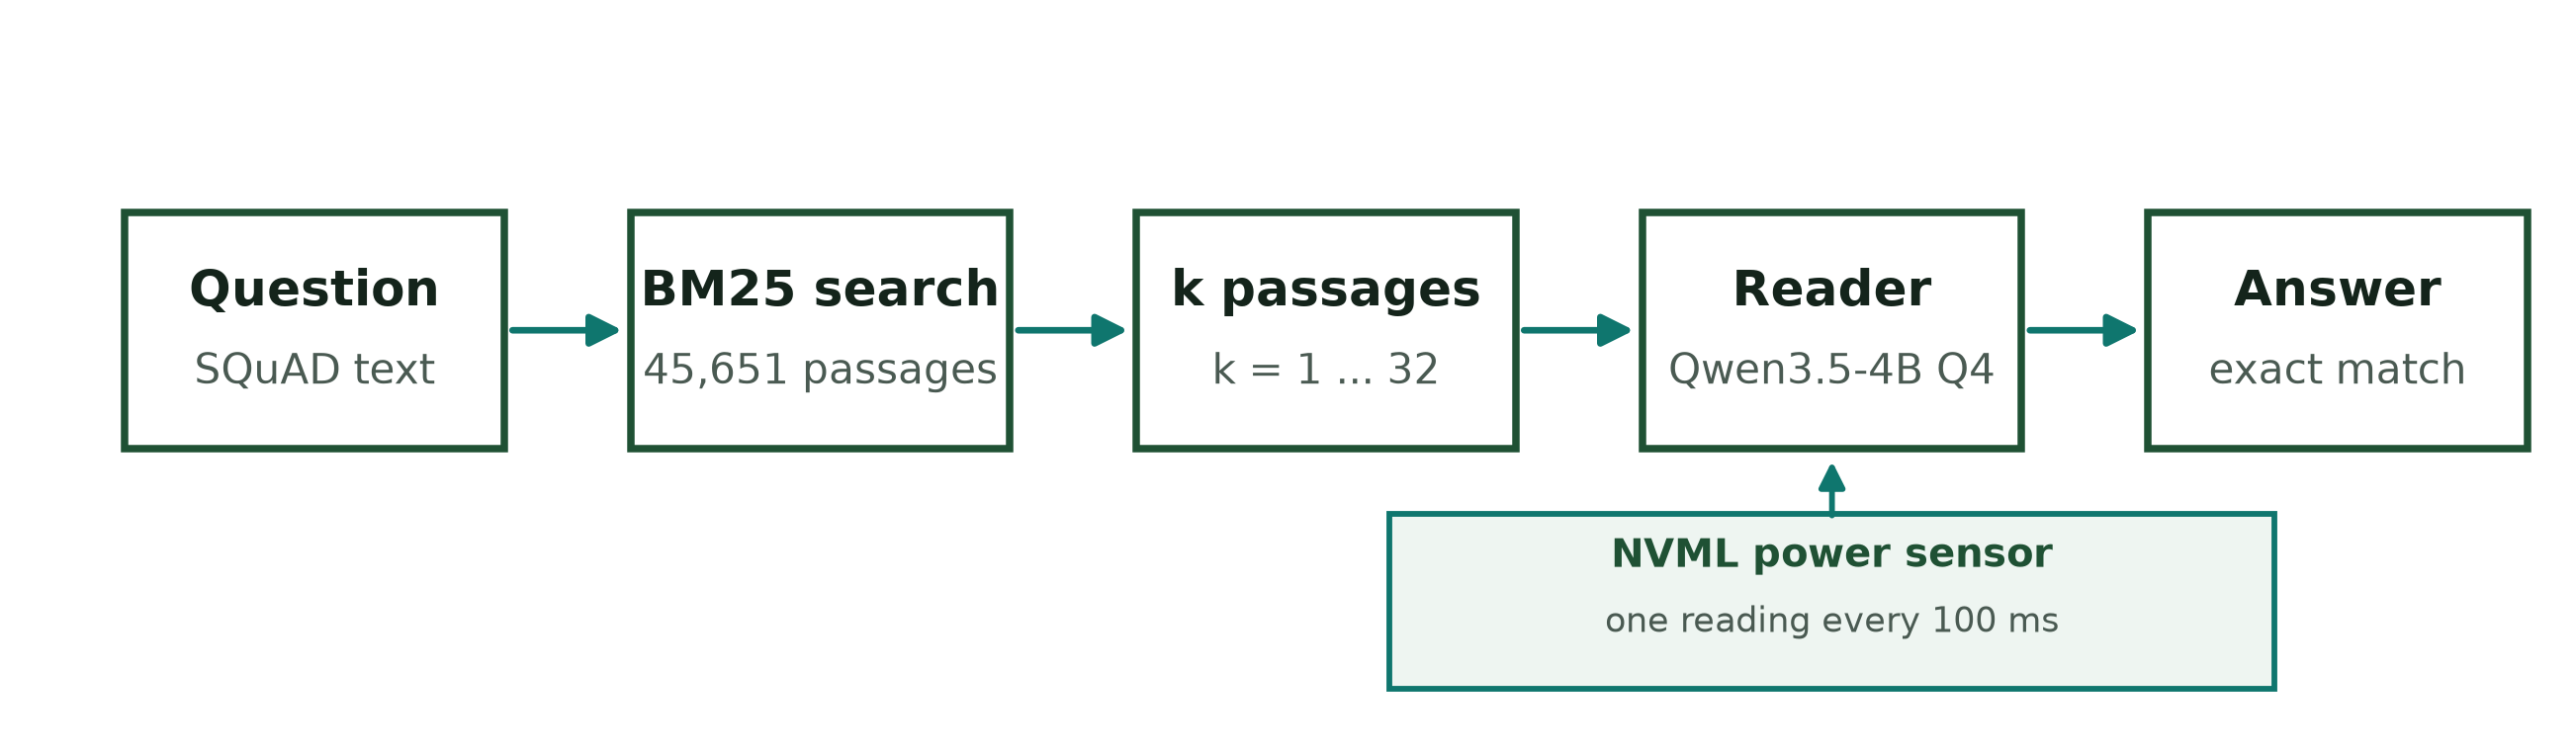 Question
SQuAD text
BM25 search
45,651 passages
k passages
k = 1 ... 32
Reader
Qwen3.5-4B Q4
Answer
exact match
NVML power sensor
one reading every 100 ms